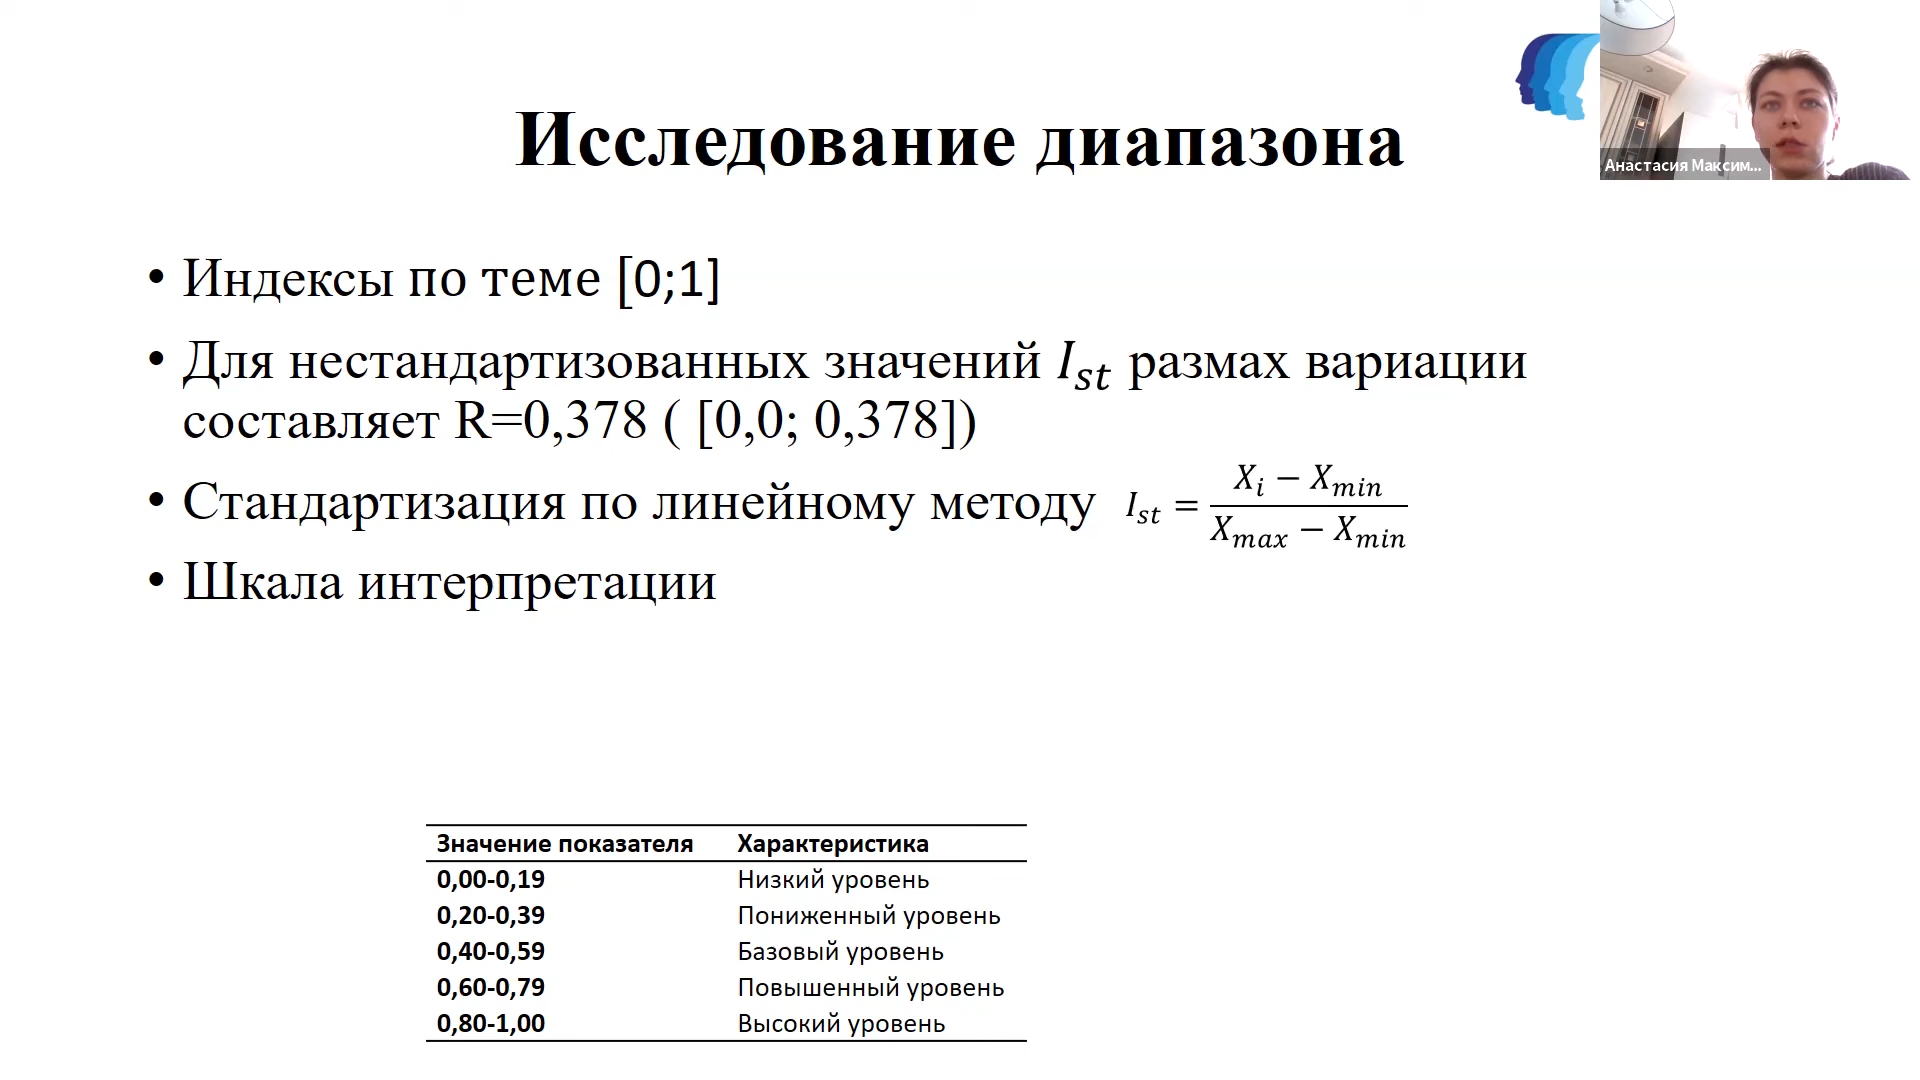 Исследование диапазона
Анастасия Максим...
• Индексы по теме [0;1]
• Для нестандартизованных значений I_st размах вариации
составляет R=0,378 ( [0,0; 0,378])
• Стандартизация по линейному методу I_st = (X_i − X_min) / (X_max − X_min)
• Шкала интерпретации
Значение показателя Характеристика
0,00-0,19 Низкий уровень
0,20-0,39 Пониженный уровень
0,40-0,59 Базовый уровень
0,60-0,79 Повышенный уровень
0,80-1,00 Высокий уровень